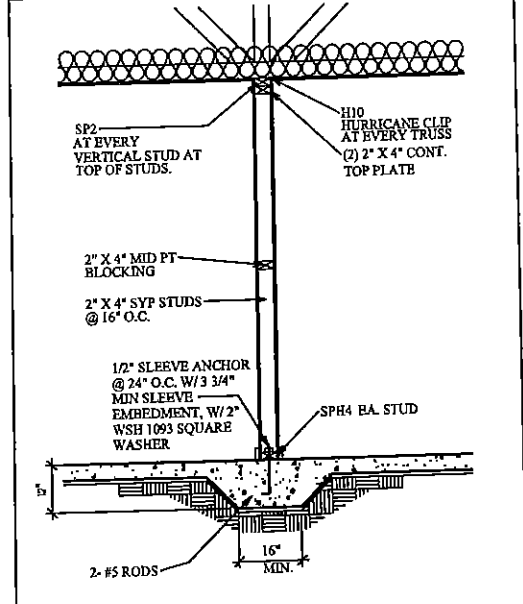 SP2
AT EVERY
VERTICAL STUD AT
TOP OF STUDS.
H10
HURRICANE CLIP
AT EVERY TRUSS
(2) 2" X 4" CONT.
TOP PLATE
2" X 4" MID PT
BLOCKING
2" X 4" SYP STUDS
@ 16" O.C.
1/2" SLEEVE ANCHOR
@ 24" O.C. W/ 3 3/4"
MIN SLEEVE
EMBEDMENT, W/ 2"
WSH 1093 SQUARE
WASHER
SPH4 EA. STUD
12"
16"
MIN.
2- #5 RODS